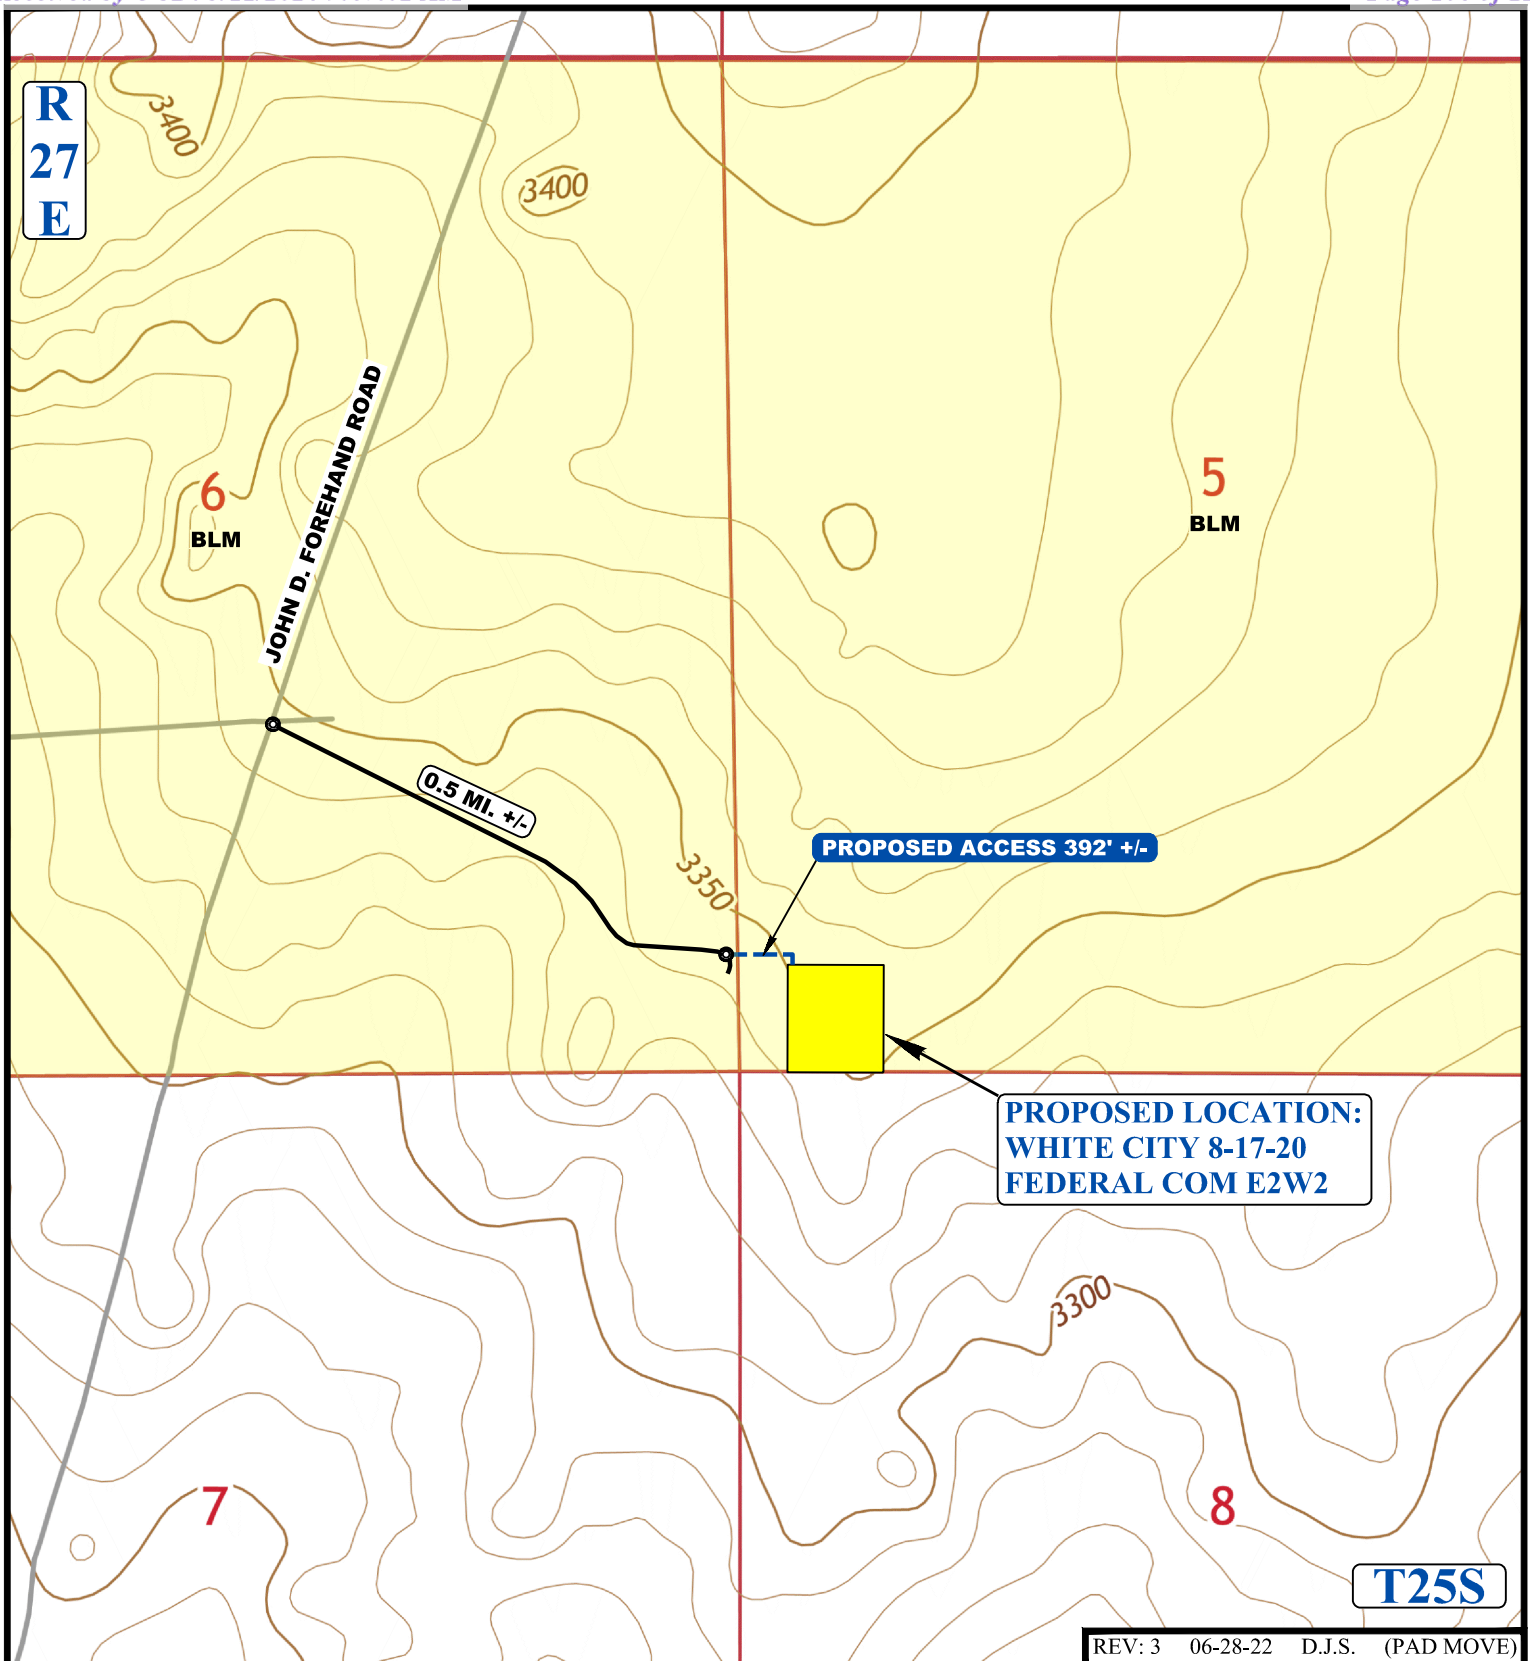 R
27
E
3400
3400
JOHN D. FOREHAND ROAD
6
BLM
5
BLM
0.5 MI. +/-
PROPOSED ACCESS 392' +/-
3350
PROPOSED LOCATION:
WHITE CITY 8-17-20
FEDERAL COM E2W2
3300
7
8
T25S
REV: 3 06-28-22 D.J.S. (PAD MOVE)